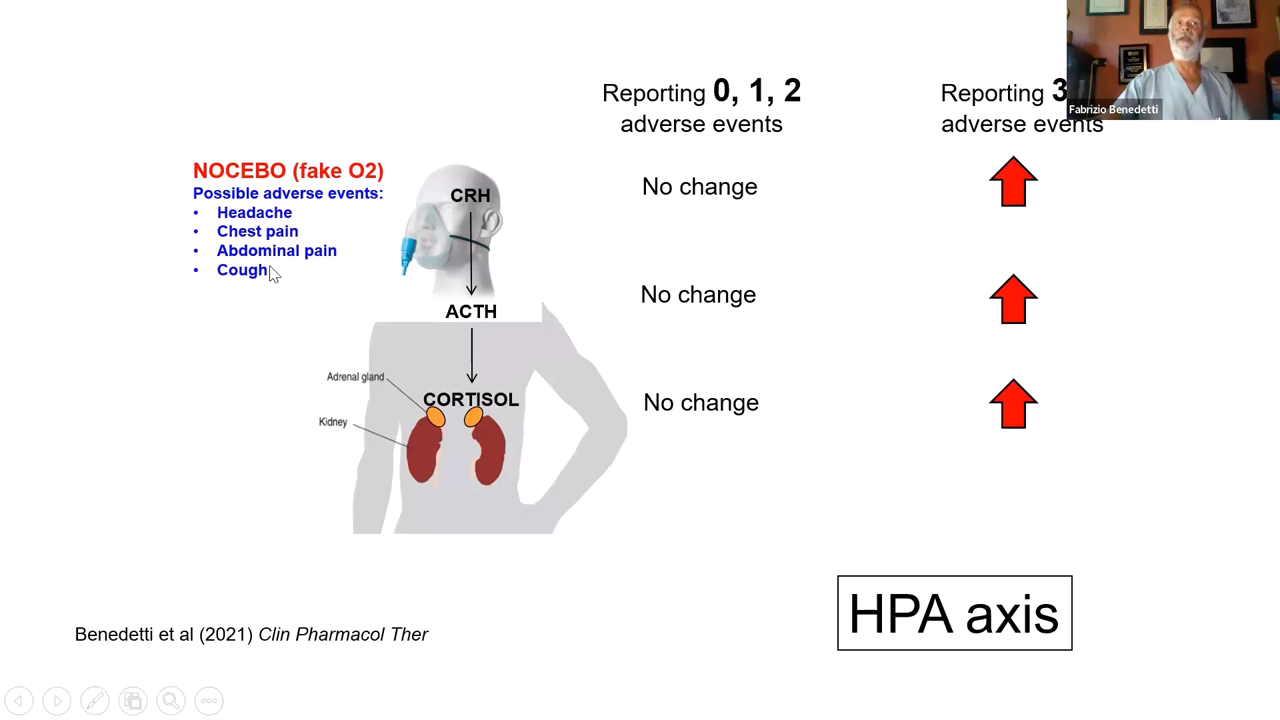 Reporting 0, 1, 2
adverse events
Reporting 3
adverse events
Fabrizio Benedetti
NOCEBO (fake O2)
Possible adverse events:
• Headache
• Chest pain
• Abdominal pain
• Cough
CRH
No change
ACTH
No change
Adrenal gland
CORTISOL
No change
Kidney
HPA axis
Benedetti et al (2021) Clin Pharmacol Ther